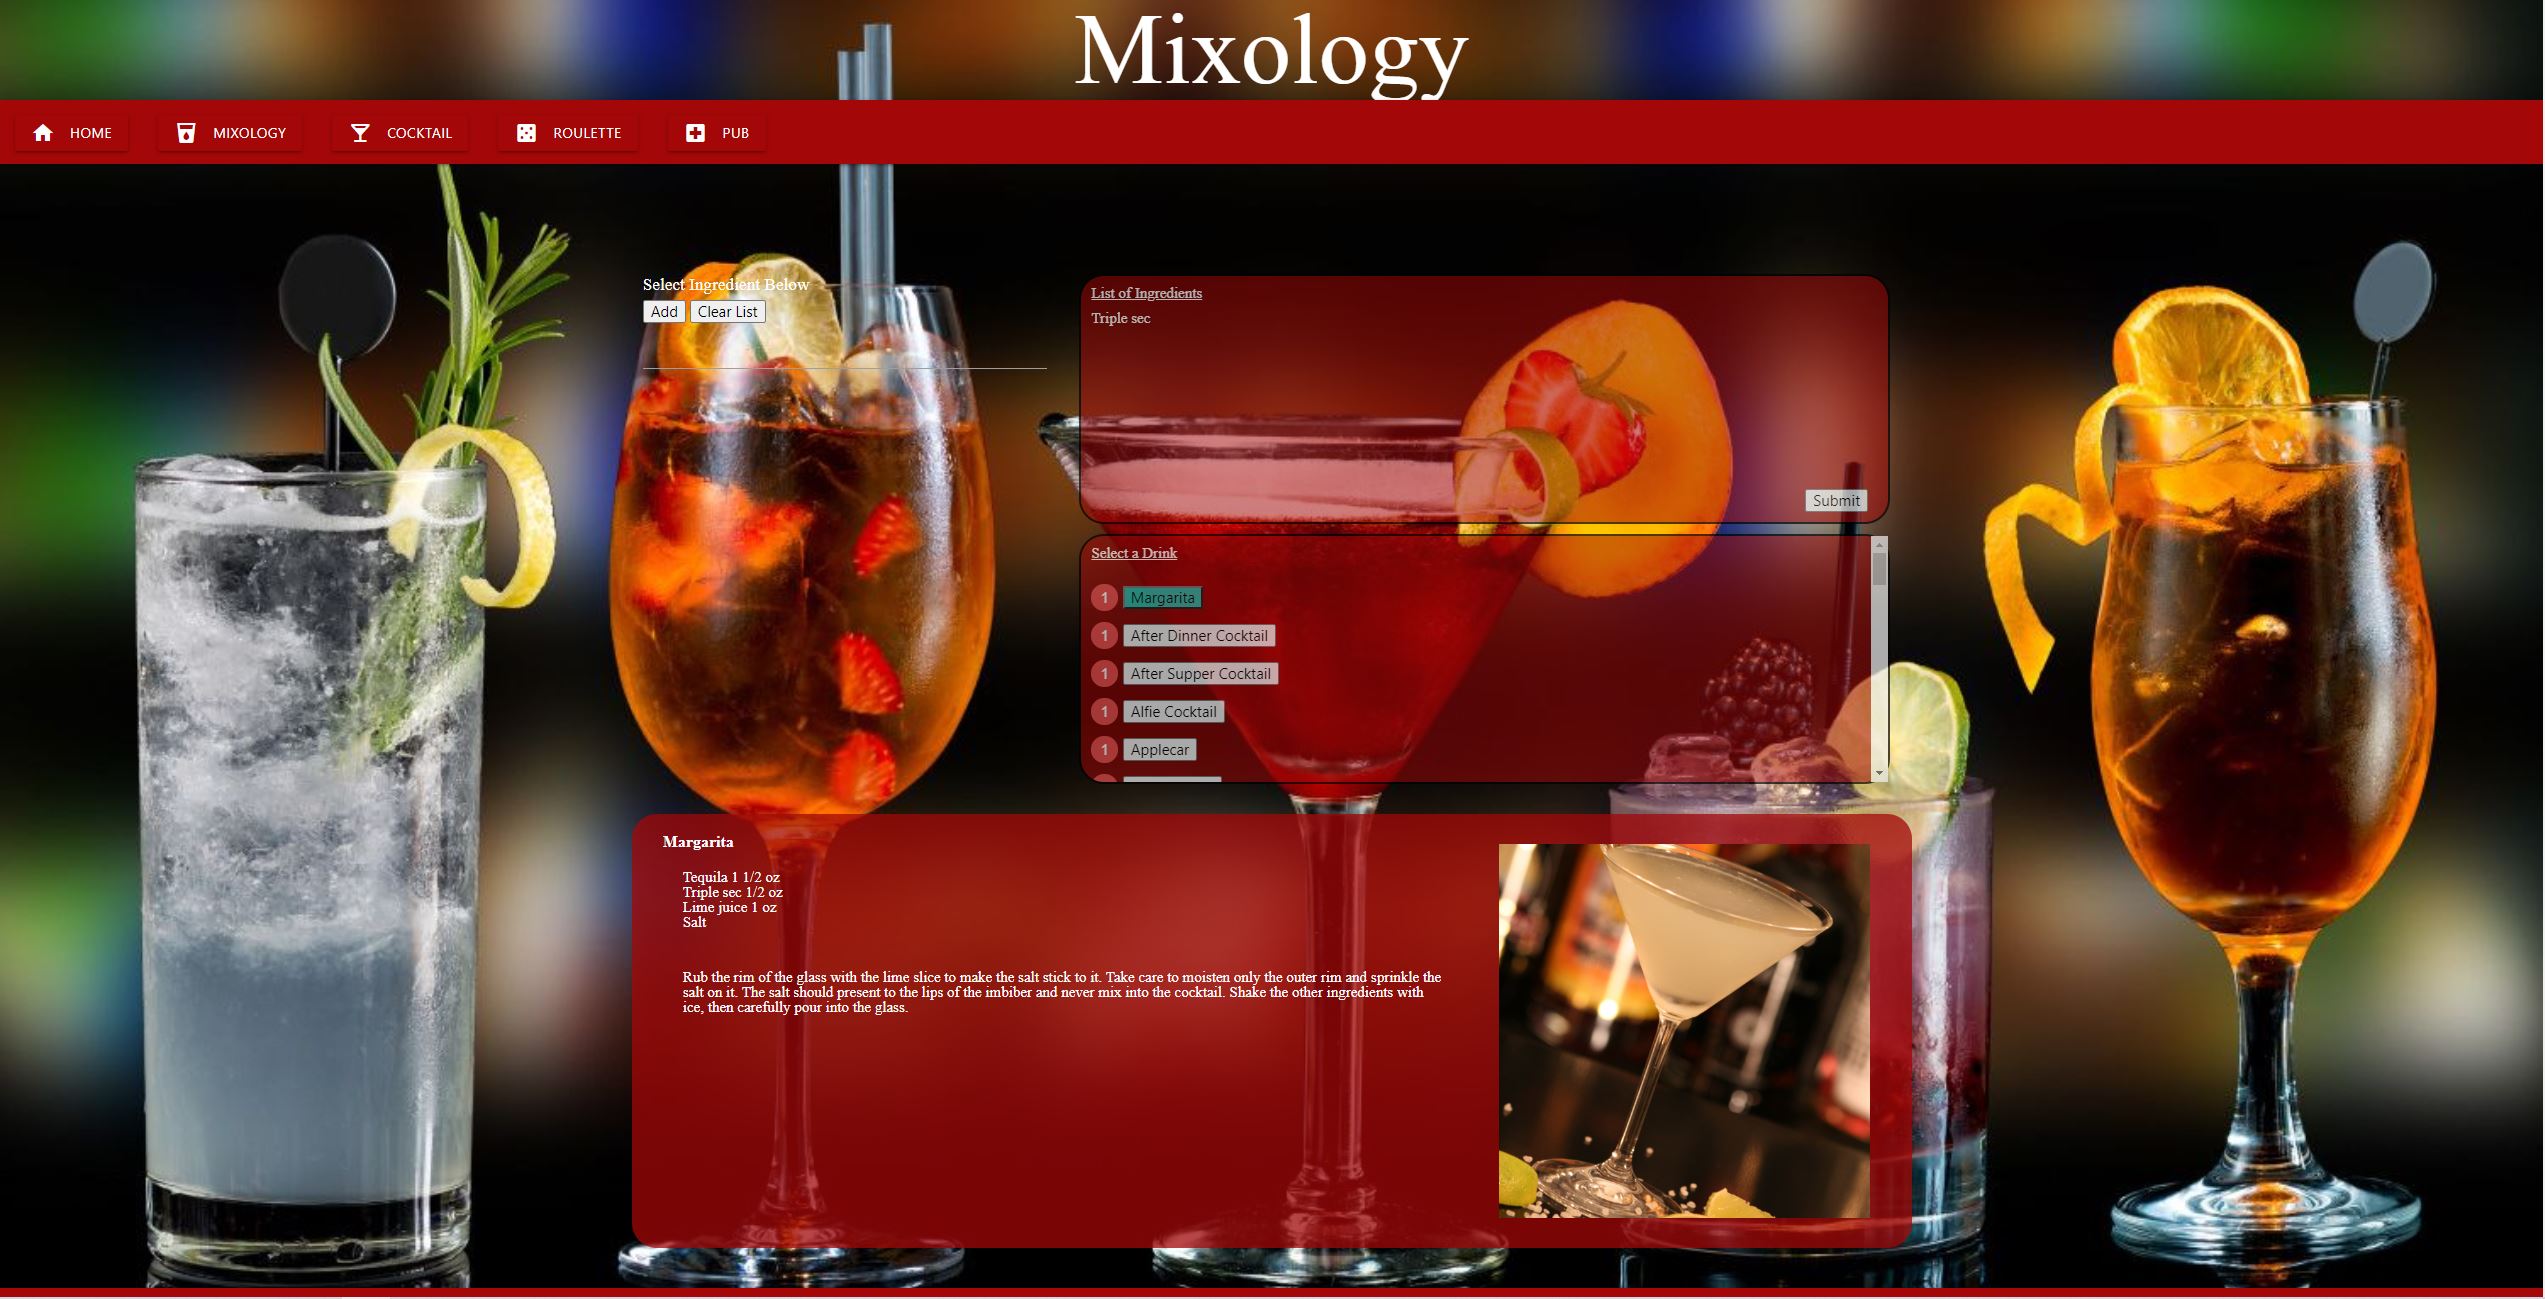 Mixology
HOME
MIXOLOGY
COCKTAIL
ROULETTE
PUB
Select Ingredient Below
Add
Clear List
List of Ingredients
Triple sec
Submit
Select a Drink
1 Margarita
1 After Dinner Cocktail
1 After Supper Cocktail
1 Alfie Cocktail
1 Applecar
Margarita
Tequila 1 1/2 oz
Triple sec 1/2 oz
Lime juice 1 oz
Salt
Rub the rim of the glass with the lime slice to make the salt stick to it. Take care to moisten only the outer rim and sprinkle the
salt on it. The salt should present to the lips of the imbiber and never mix into the cocktail. Shake the other ingredients with
ice, then carefully pour into the glass.